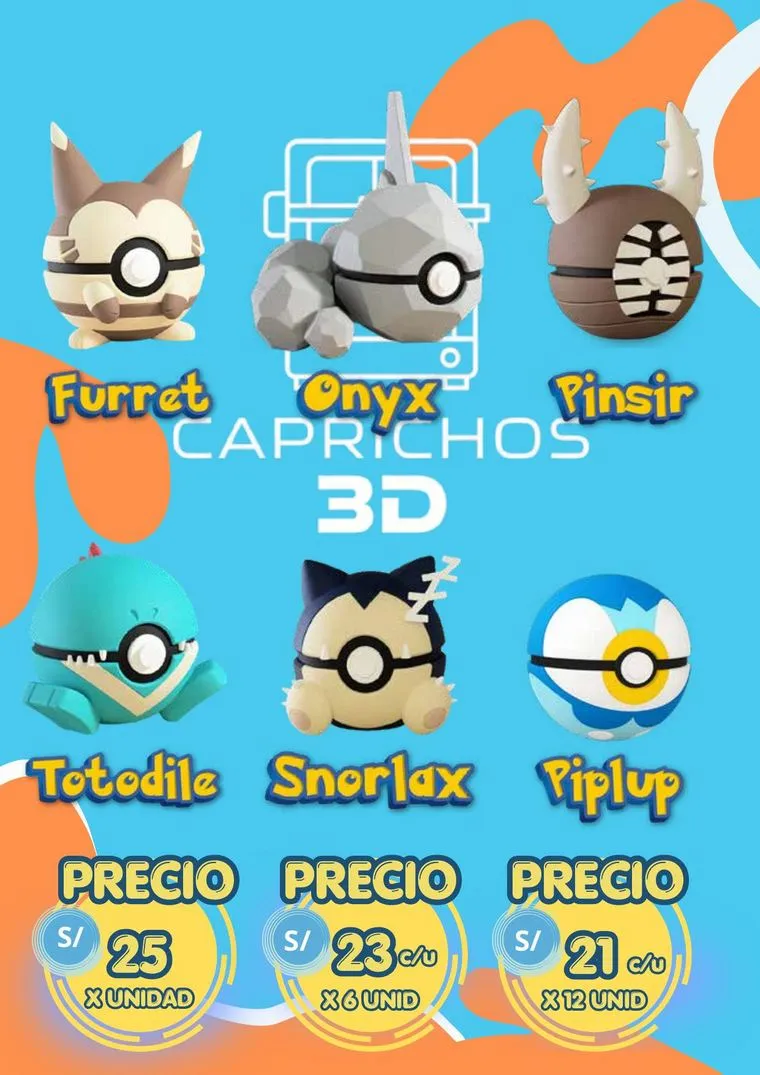 Furret
Onyx
Pinsir
CAPRICHOS
3D
Z
Z
Z
Totodile
Snorlax
Piplup
PRECIO
S/ 25
X UNIDAD
PRECIO
S/ 23 c/u
X 6 UNID
PRECIO
S/ 21 c/u
X 12 UNID